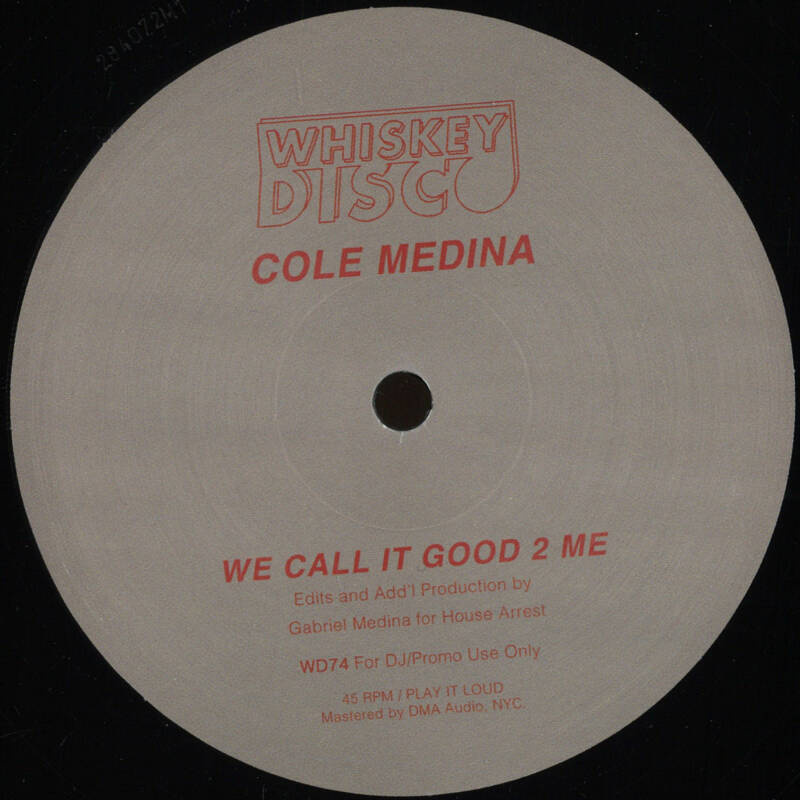 WHISKEY
DISCO
COLE MEDINA
WE CALL IT GOOD 2 ME
Edits and Add'l Production by
Gabriel Medina for House Arrest
WD74 For DJ/Promo Use Only
45 RPM / PLAY IT LOUD
Mastered by DMA Audio, NYC.